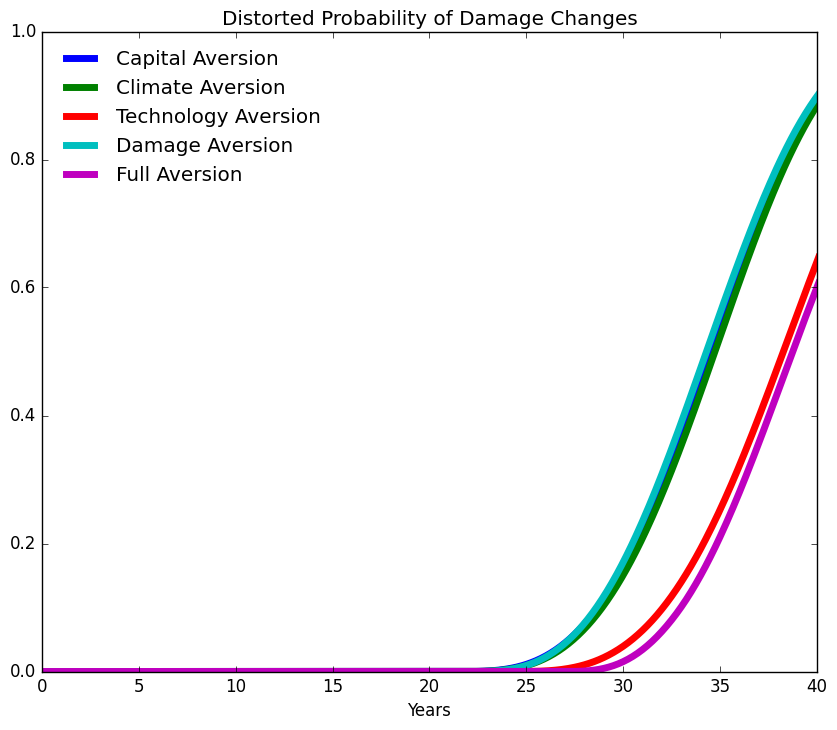 Distorted Probability of Damage Changes
1.0
Capital Aversion
Climate Aversion
Technology Aversion
Damage Aversion
Full Aversion
0.8
0.6
0.4
0.2
0.0
0 5 10 15 20 25 30 35 40
Years